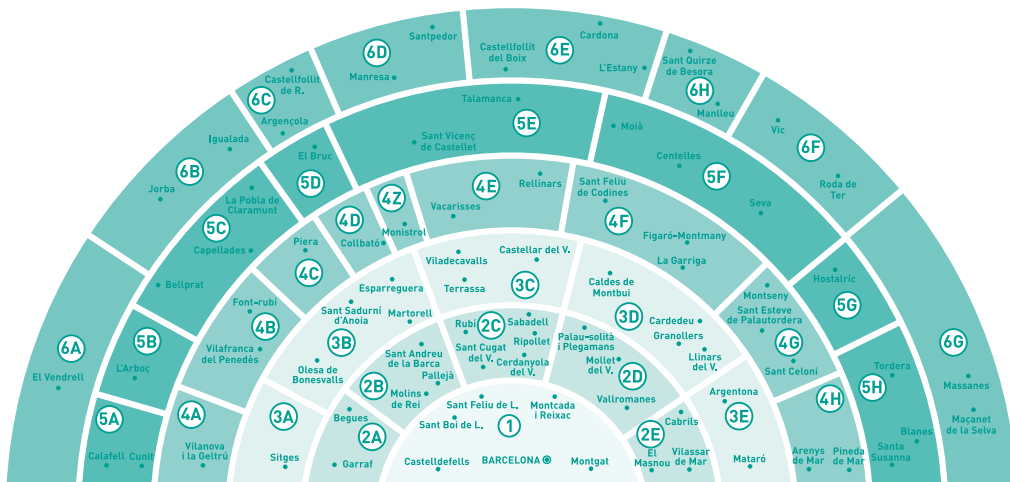 6D
Santpedor
Manresa
6E
Cardona
Castellfollit
del Boix
L'Estany
6H
Sant Quirze
de Besora
Manlleu
6C
Castellfollit
de R.
Argençola
6F
Vic
Roda de
Ter
6B
Igualada
Jorba
5E
Talamanca
Sant Vicenç
de Castellet
5F
Moià
Centelles
Seva
5D
El Bruc
5C
La Pobla de
Claramunt
Capellades
Bellprat
4Z
Monistrol
4E
Rellinars
Vacarisses
4F
Sant Feliu
de Codines
Figaró-Montmany
La Garriga
4D
Collbató
4C
Piera
3C
Viladecavalls
Castellar del V.
Terrassa
3D
Caldes de
Montbui
Cardedeu
Granollers
Llinars
del V.
5G
Hostalric
4B
Font-rubí
Vilafranca
del Penedès
3B
Esparreguera
Sant Sadurní
d'Anoia
Martorell
Olesa de
Bonesvalls
2C
Rubí
Sabadell
Sant Cugat
del V.
Ripollet
Cerdanyola
del V.
4G
Montseny
Sant Esteve
de Palautordera
Sant Celoni
6A
El Vendrell
5B
L'Arboç
2B
Sant Andreu
de la Barca
Pallejà
Molins
de Rei
2D
Palau-solità
i Plegamans
Mollet
del V.
Vallromanes
6G
Massanes
Maçanet
de la Selva
5H
Tordera
Blanes
Santa
Susanna
5A
Calafell
Cunit
4A
Vilanova
i la Geltrú
3A
Sitges
2A
Begues
Garraf
1
Sant Feliu de L.
Sant Boi de L.
Montcada
i Reixac
Castelldefels
BARCELONA
Montgat
2E
Cabrils
El
Masnou
Vilassar
de Mar
3E
Argentona
Mataró
4H
Arenys
de Mar
Pineda
de Mar